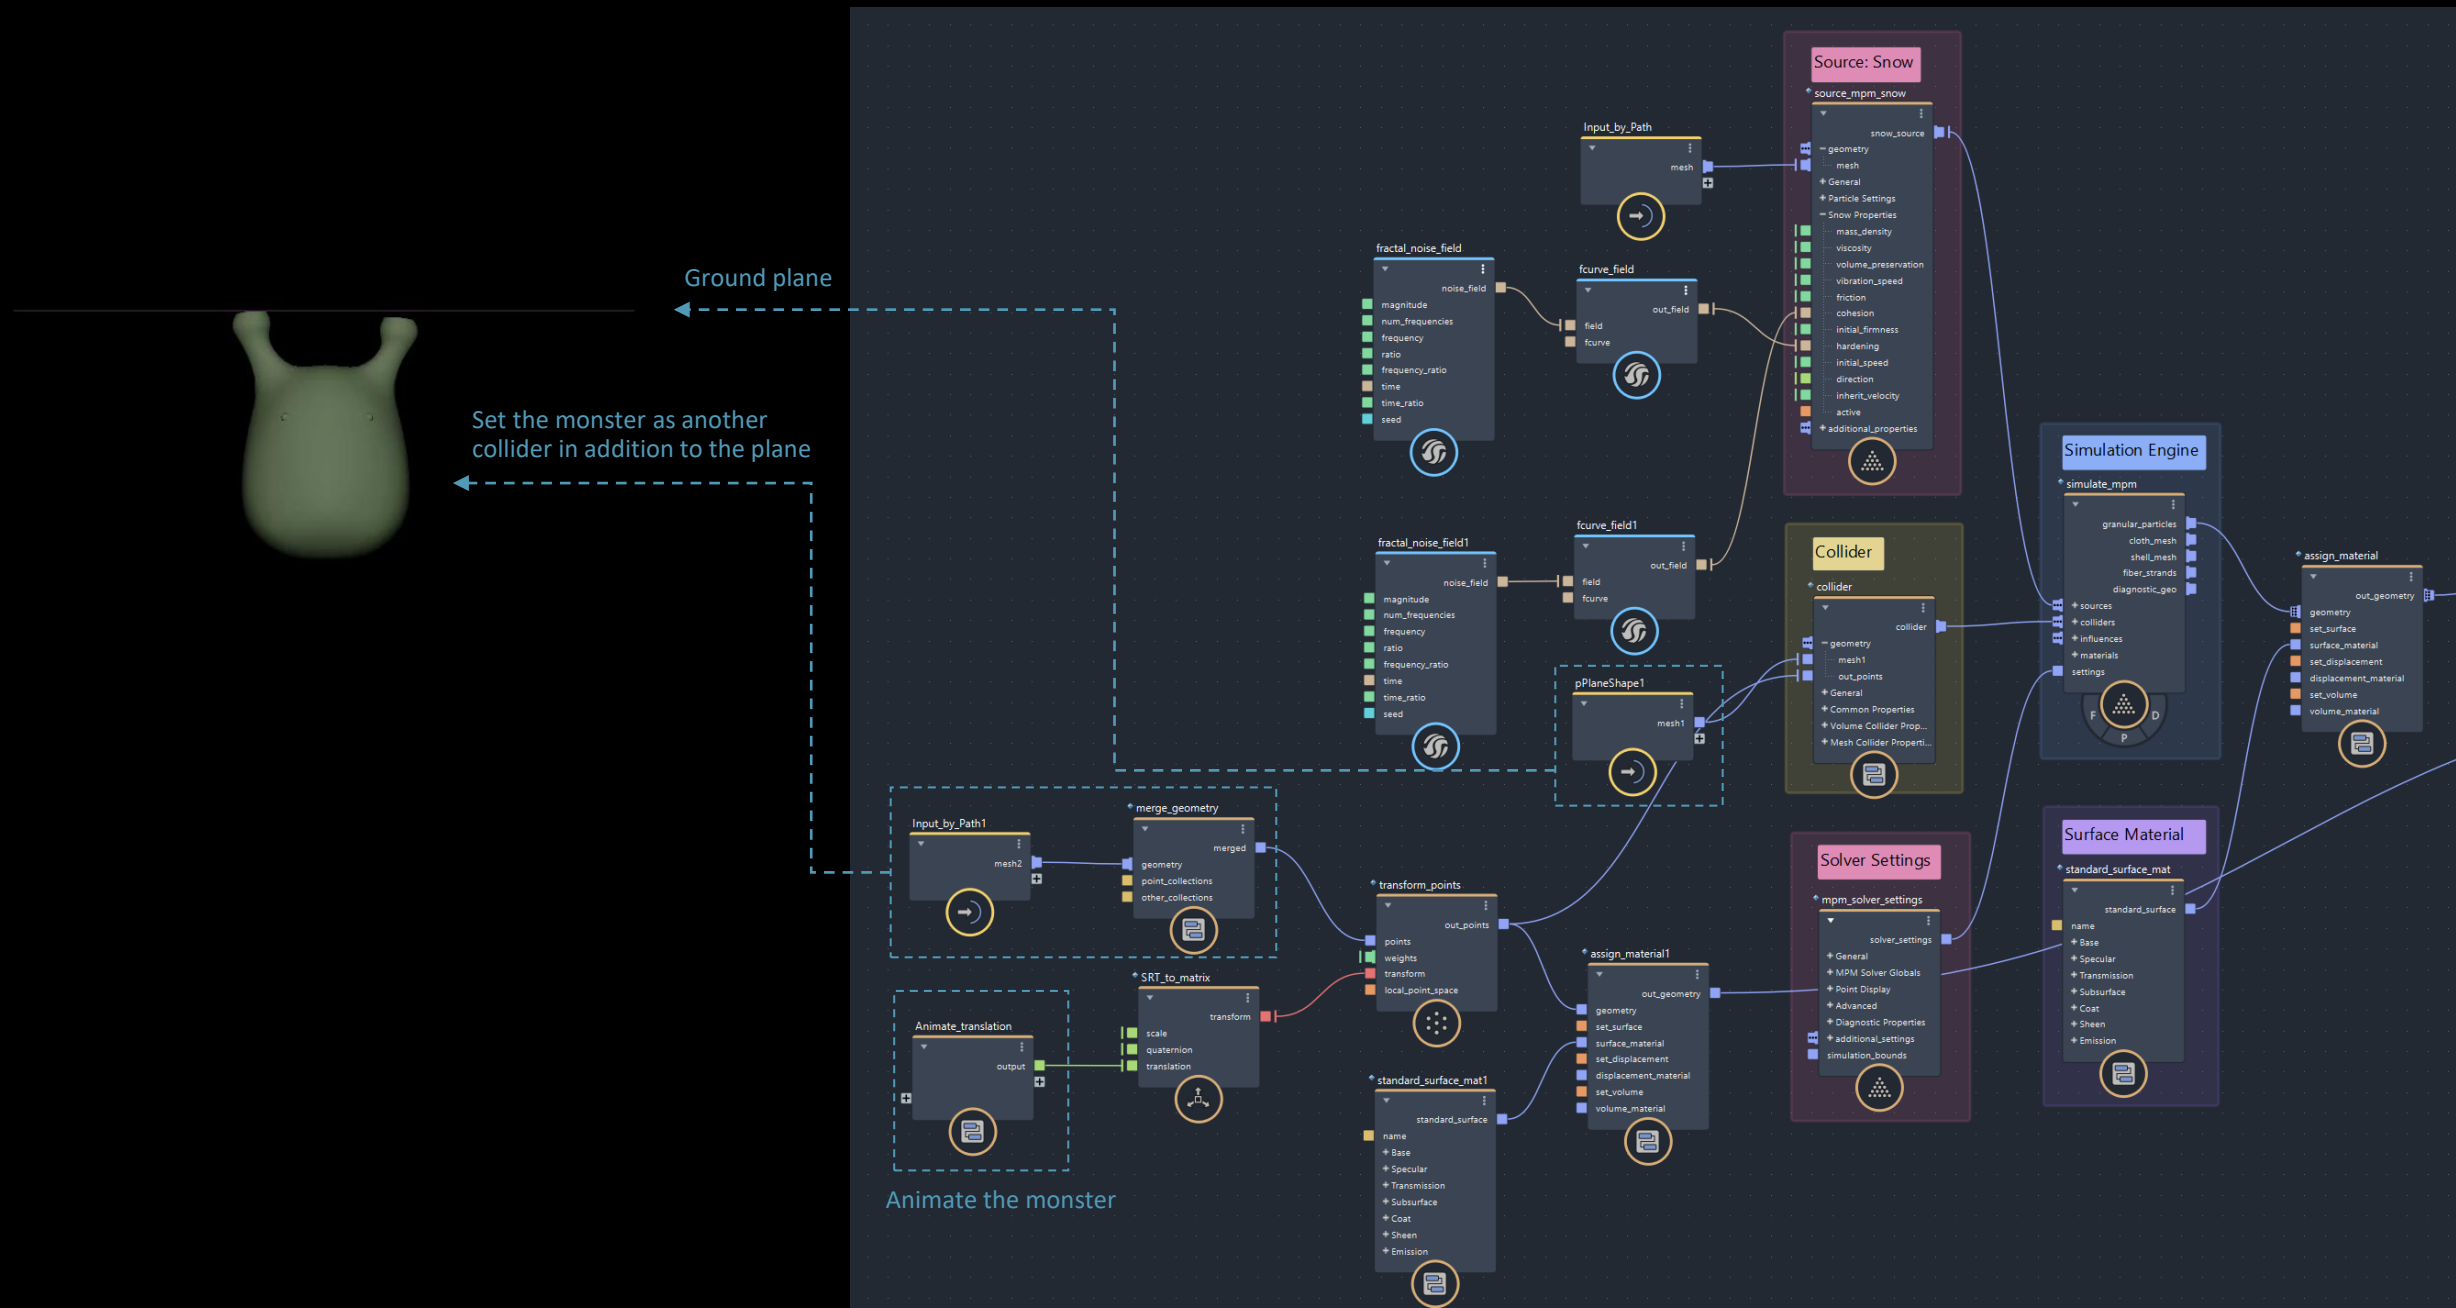 Ground plane
Set the monster as another
collider in addition to the plane
Animate the monster
Source: Snow
source_mpm_snow
snow_source
geometry
mesh
General
Particle Settings
Snow Properties
mass_density
viscosity
volume_preservation
vibration_speed
friction
cohesion
initial_firmness
hardening
initial_speed
direction
inherit_velocity
active
additional_properties
Input_by_Path
mesh
fractal_noise_field
noise_field
magnitude
num_frequencies
frequency
ratio
frequency_ratio
time
time_ratio
seed
fcurve_field
out_field
field
fcurve
fractal_noise_field1
noise_field
magnitude
num_frequencies
frequency
ratio
frequency_ratio
time
time_ratio
seed
fcurve_field1
out_field
field
fcurve
pPlaneShape1
mesh1
Collider
collider
collider
geometry
mesh1
out_points
General
Common Properties
Volume Collider Prop...
Mesh Collider Properti...
Simulation Engine
simulate_mpm
granular_particles
cloth_mesh
shell_mesh
fiber_strands
diagnostic_geo
sources
colliders
influences
materials
settings
F
D
P
assign_material
out_geometry
geometry
set_surface
surface_material
set_displacement
displacement_material
set_volume
volume_material
Input_by_Path1
mesh2
merge_geometry
merged
geometry
point_collections
other_collections
Animate_translation
output
SRT_to_matrix
transform
scale
quaternion
translation
transform_points
out_points
points
weights
transform
local_point_space
assign_material1
out_geometry
geometry
set_surface
surface_material
set_displacement
displacement_material
set_volume
volume_material
standard_surface_mat1
standard_surface
name
Base
Specular
Transmission
Subsurface
Coat
Sheen
Emission
Solver Settings
mpm_solver_settings
solver_settings
General
MPM Solver Globals
Point Display
Advanced
Diagnostic Properties
additional_settings
simulation_bounds
Surface Material
standard_surface_mat
standard_surface
name
Base
Specular
Transmission
Subsurface
Coat
Sheen
Emission